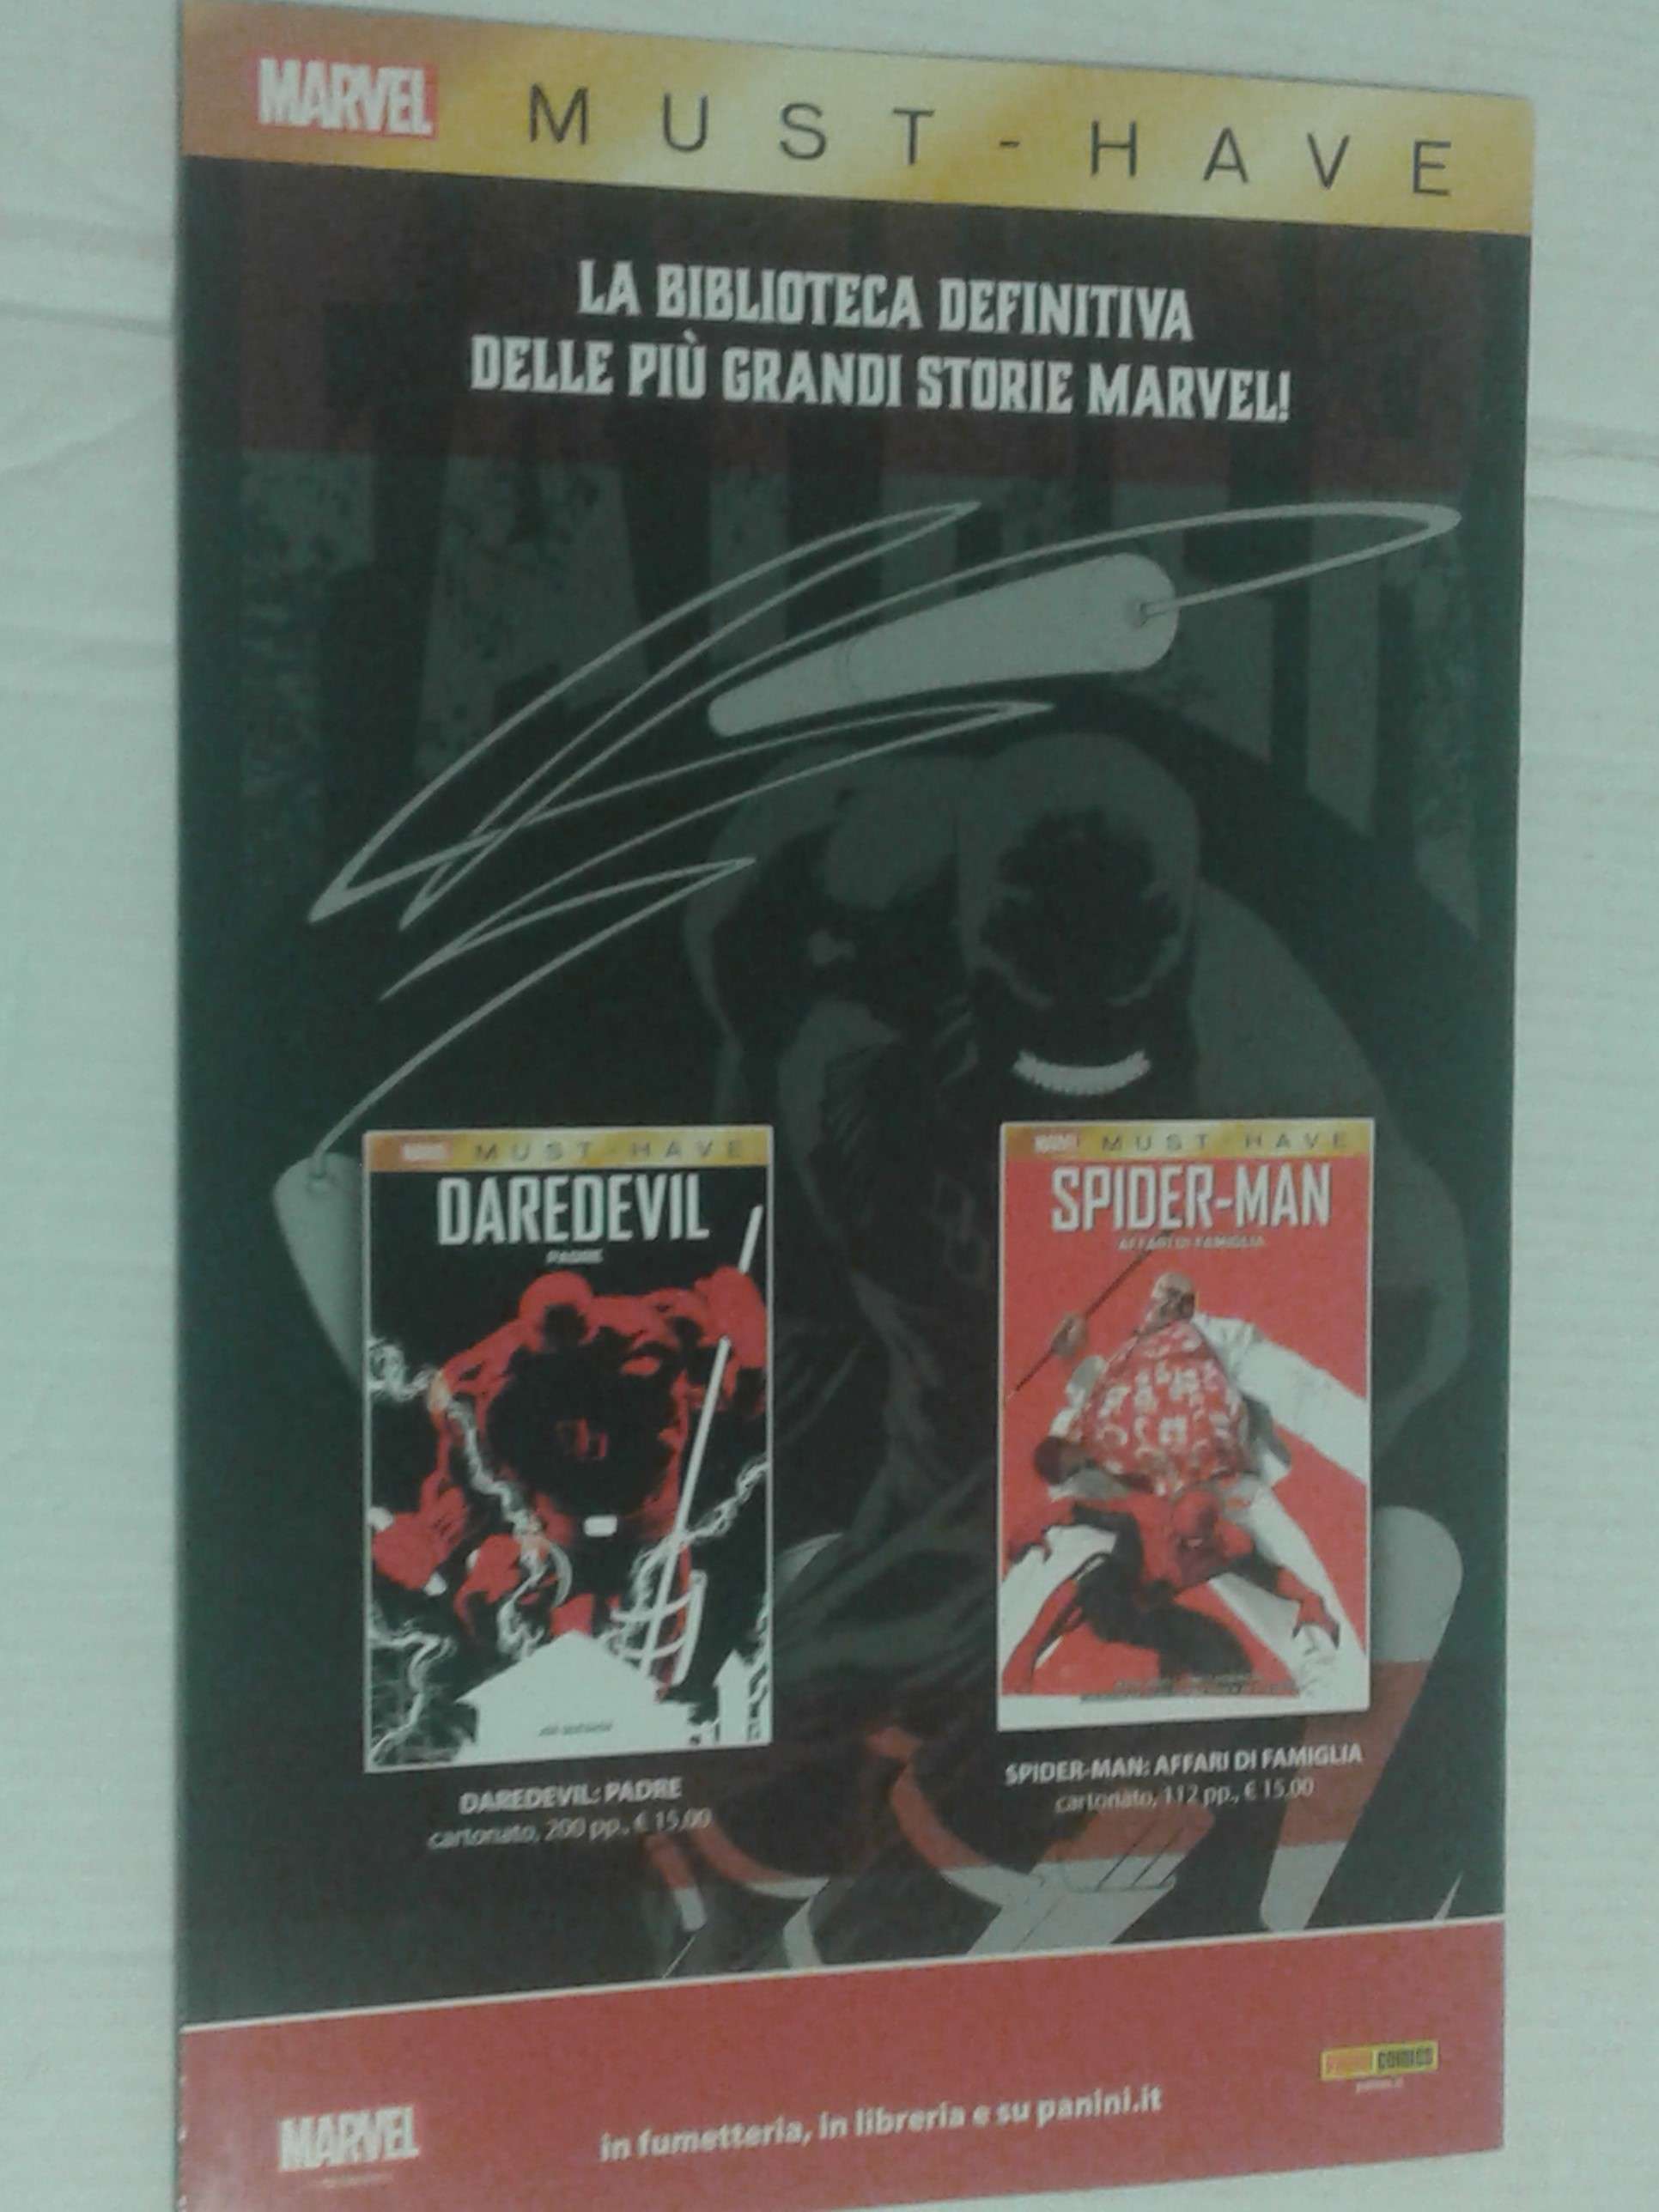 MARVEL MUST-HAVE
LA BIBLIOTECA DEFINITIVA
DELLE PIÙ GRANDI STORIE MARVEL!
MARVEL MUST-HAVE
DAREDEVIL
PADRE
MARVEL MUST-HAVE
SPIDER-MAN
AFFARI DI FAMIGLIA
DAREDEVIL: PADRE
cartonato, 200 pp., € 15,00
SPIDER-MAN: AFFARI DI FAMIGLIA
cartonato, 112 pp., € 15,00
MARVEL
in fumetteria, in libreria e su panini.it
PANINI COMICS